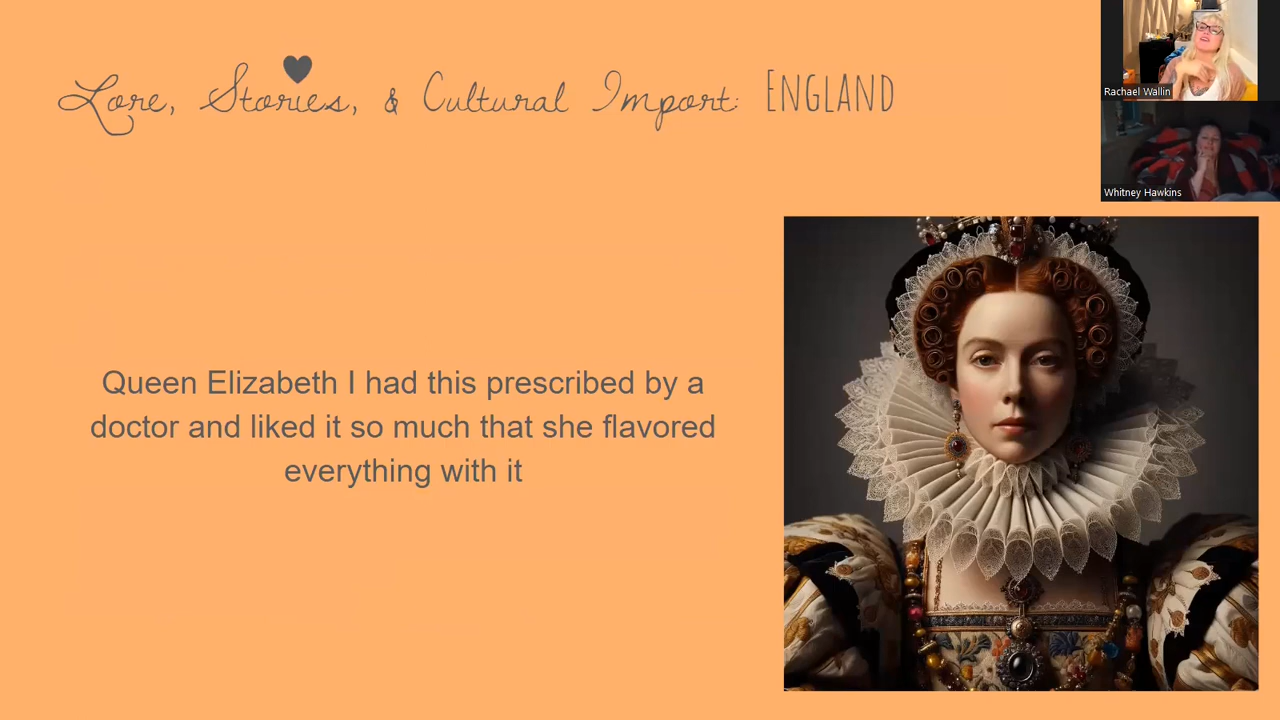 Lore, Stories, & Cultural Import: ENGLAND
Rachael Wallin
Whitney Hawkins
Queen Elizabeth I had this prescribed by a
doctor and liked it so much that she flavored
everything with it